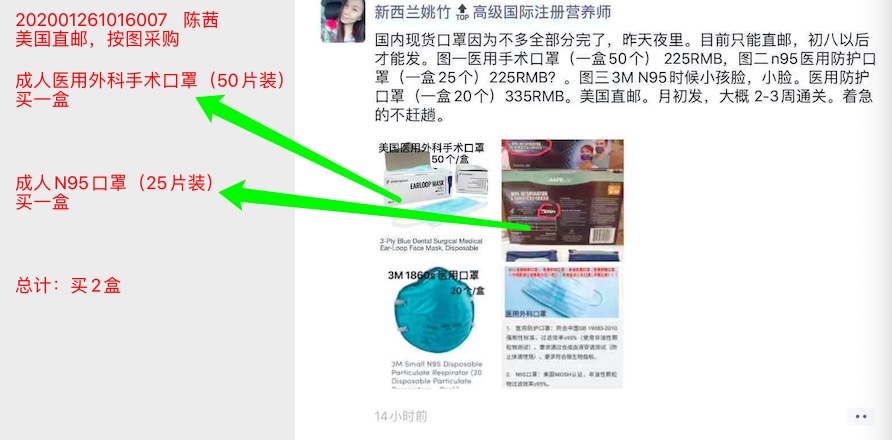 202001261016007 陈茜
美国直邮，按图采购
成人医用外科手术口罩（50片装）
买一盒
成人N95口罩（25片装）
买一盒
总计：买2盒
新西兰姚竹 TOP 高级国际注册营养师
国内现货口罩因为不多全部分完了，昨天夜里。目前只能直邮，初八以后
才能发。图一医用手术口罩（一盒50个） 225RMB，图二n95医用防护口
罩（一盒25个）225RMB？。图三3M N95时候小孩脸，小脸。医用防护
口罩（一盒20个）335RMB。美国直邮。月初发，大概 2-3周通关。着急
的不赶趟。
美国医用外科手术口罩
50个/盒
EARLOOP MASK
3-Ply Blue Dental Surgical Medical
Ear-Loop Face Mask, Disposable
N95 RESPIRATOR
3M 1860s 医用口罩
20个/盒
3M Small N95 Disposable
Particulate Respirator (20
Disposable Particulate
医用外科口罩
1. 医用防护口罩：符合中国GB 19083-2010
强制性标准，过滤效率≥95%（使用非油性颗
粒物测试）。要求通过合成血液穿透测试（防
止体液喷溅）、要求符合微生物指标。
2. N95口罩：美国NIOSH认证，非油性颗粒
物过滤效率≥95%。
14小时前